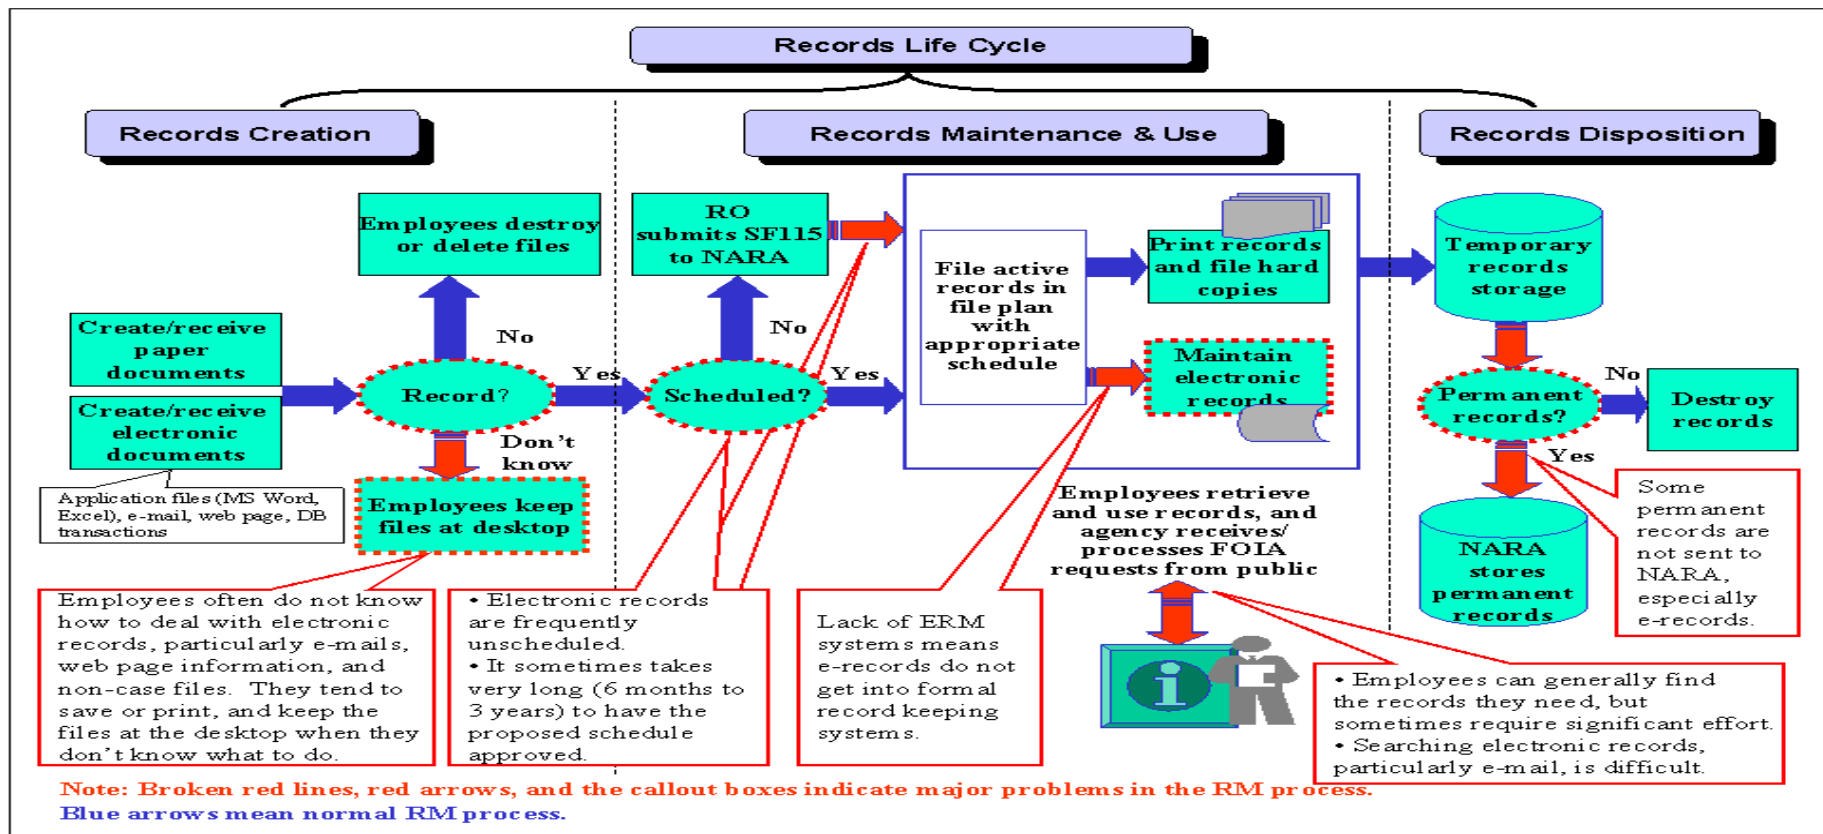 Records Life Cycle
Records Creation
Records Maintenance & Use
Records Disposition
Employees destroy
or delete files
No
Create/receive
paper
documents
Create/receive
electronic
documents
Application files (MS Word,
Excel), e-mail, web page, DB
transactions
Record?
Yes
Don't
know
Employees keep
files at desktop
Employees often do not know
how to deal with electronic
records, particularly e-mails,
web page information, and
non-case files. They tend to
save or print, and keep the
files at the desktop when they
don't know what to do.
RO
submits SF115
to NARA
No
Scheduled?
Yes
• Electronic records
are frequently
unscheduled.
• It sometimes takes
very long (6 months to
3 years) to have the
proposed schedule
approved.
File active
records in
file plan
with
appropriate
schedule
Print records
and file hard
copies
Maintain
electronic
records
Lack of ERM
systems means
e-records do not
get into formal
record keeping
systems.
Employees retrieve
and use records, and
agency receives/
processes FOIA
requests from public
i
• Employees can generally find
the records they need, but
sometimes require significant effort.
• Searching electronic records,
particularly e-mail, is difficult.
Temporary
records
storage
Permanent
records?
No
Destroy
records
Yes
NARA
stores
permanent
records
Some
permanent
records are
not sent to
NARA,
especially
e-records.
Note: Broken red lines, red arrows, and the callout boxes indicate major problems in the RM process.
Blue arrows mean normal RM process.